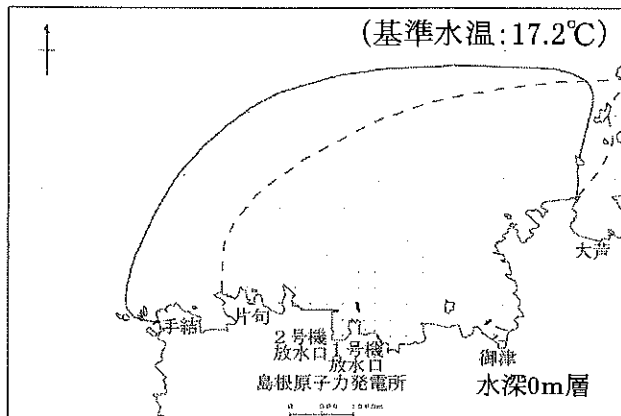 (基準水温:17.2℃)
大芦
手結
片句
2号機
放水口
1号機
放水口
御津
島根原子力発電所
水深0m層